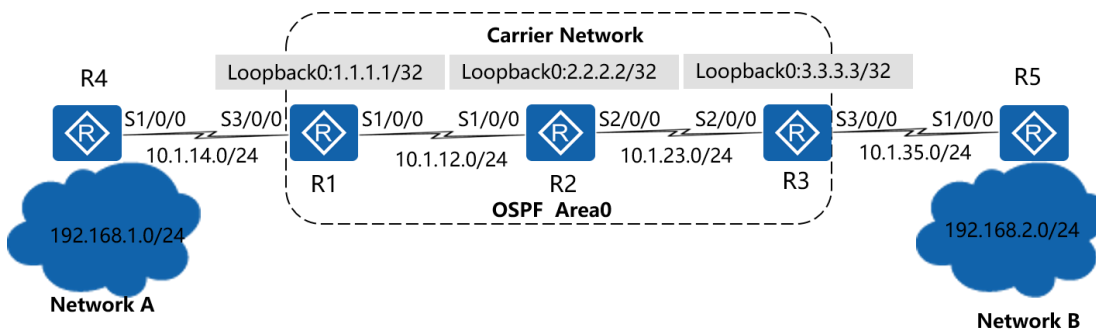 Carrier Network
R4
Loopback0:1.1.1.1/32
Loopback0:2.2.2.2/32
Loopback0:3.3.3.3/32
R5
S1/0/0
S3/0/0
S1/0/0
S1/0/0
S2/0/0
S2/0/0
S3/0/0
S1/0/0
R
R
R
R
R
10.1.14.0/24
10.1.12.0/24
10.1.23.0/24
10.1.35.0/24
R1
R2
R3
OSPF Area0
192.168.1.0/24
192.168.2.0/24
Network A
Network B